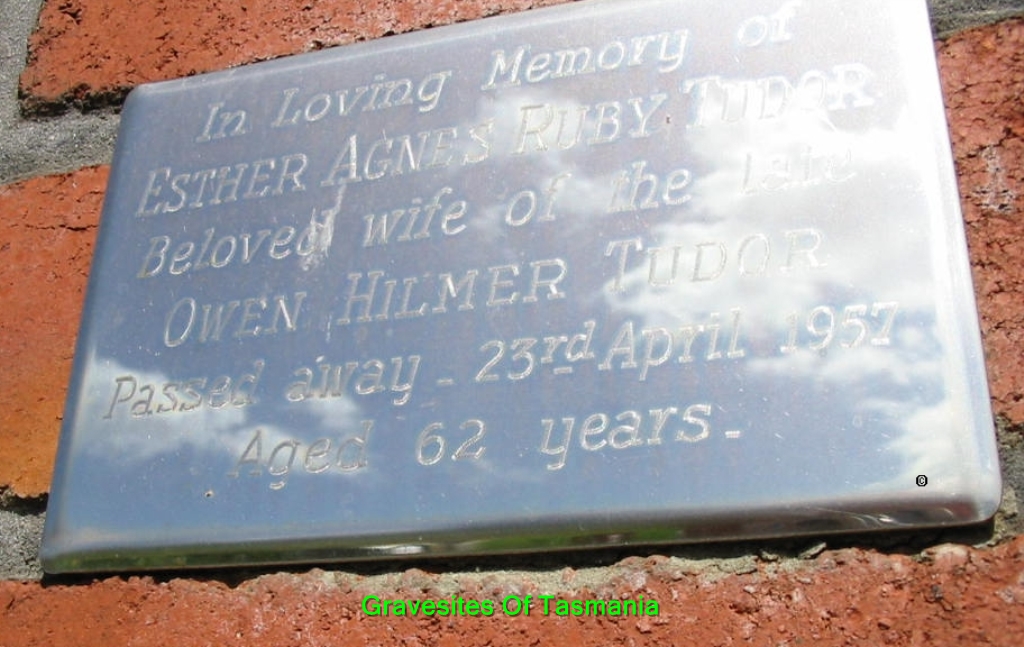 In Loving Memory of
ESTHER AGNES RUBY TUDOR
Beloved wife of the late
OWEN HILMER TUDOR
Passed away - 23rd April 1957
Aged 62 years -
©
Gravesites Of Tasmania